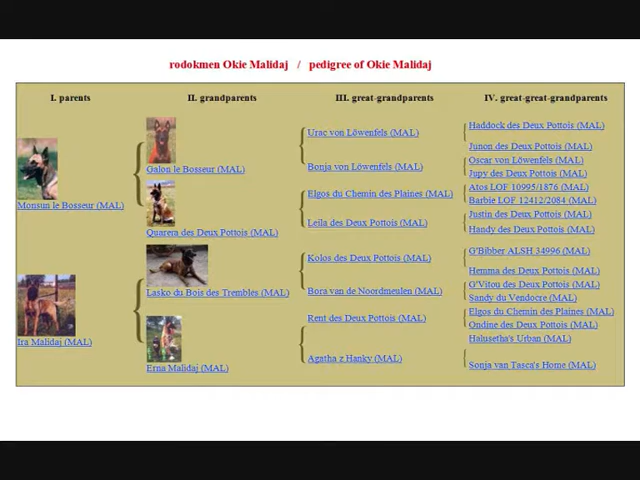 rodokmen Okie Malidaj / pedigree of Okie Malidaj
I. parents
II. grandparents
III. great-grandparents
IV. great-great-grandparents
Monsun le Bosseur (MAL)
Ira Malidaj (MAL)
Galon le Bosseur (MAL)
Quarera des Deux Pottois (MAL)
Lasko du Bois des Trembles (MAL)
Erna Malidaj (MAL)
Urac von Löwenfels (MAL)
Bonja von Löwenfels (MAL)
Elgos du Chemin des Plaines (MAL)
Leila des Deux Pottois (MAL)
Kolos des Deux Pottois (MAL)
Bora van de Noordmeulen (MAL)
Rent des Deux Pottois (MAL)
Agatha z Hanky (MAL)
Haddock des Deux Pottois (MAL)
Junon des Deux Pottois (MAL)
Oscar von Löwenfels (MAL)
Jupy des Deux Pottois (MAL)
Atos LOF 10995/1876 (MAL)
Barbie LOF 12412/2084 (MAL)
Justin des Deux Pottois (MAL)
Handy des Deux Pottois (MAL)
G'Bibber ALSH 34996 (MAL)
Hemma des Deux Pottois (MAL)
G'Vitou des Deux Pottois (MAL)
Sandy du Vendocre (MAL)
Elgos du Chemin des Plaines (MAL)
Ondine des Deux Pottois (MAL)
Halusetha's Urban (MAL)
Sonja van Tasca's Home (MAL)